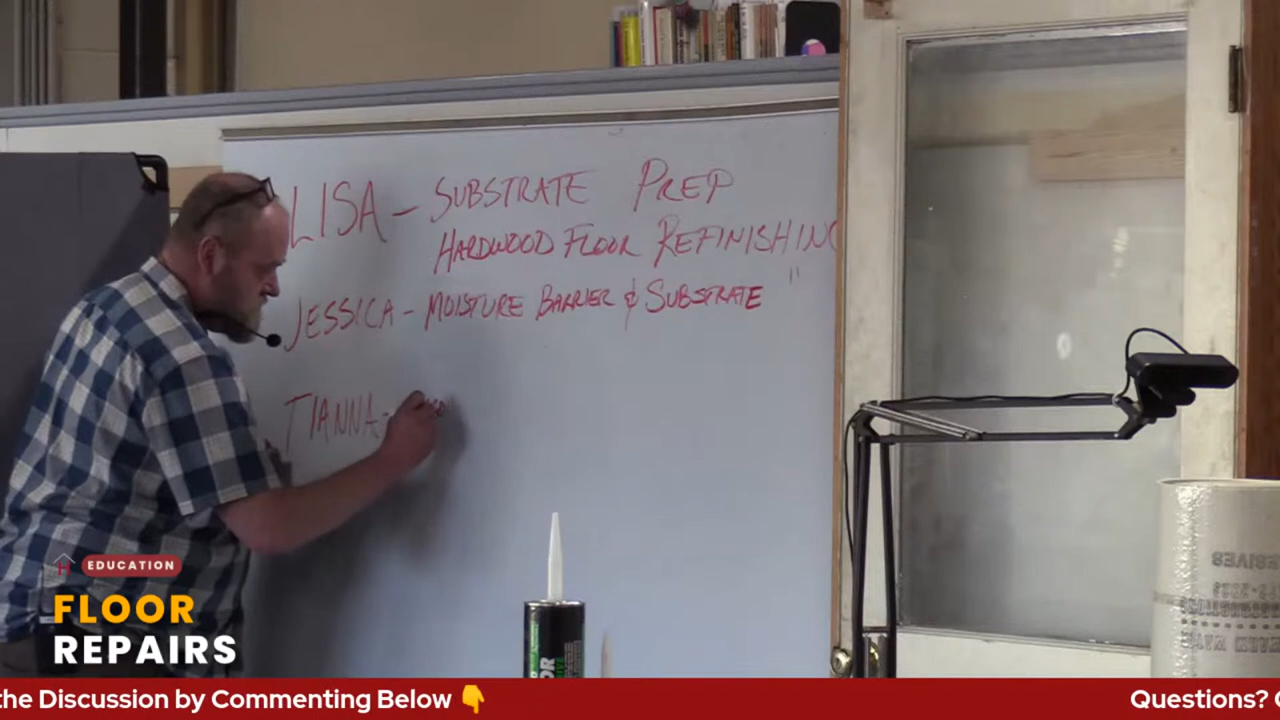 LISA - SUBSTRATE PREP
HARDWOOD FLOOR REFINISHING
JESSICA - MOISTURE BARRIER & SUBSTRATE "
TIANNA -
EDUCATION
FLOOR
REPAIRS
the Discussion by Commenting Below 👇 Questions?